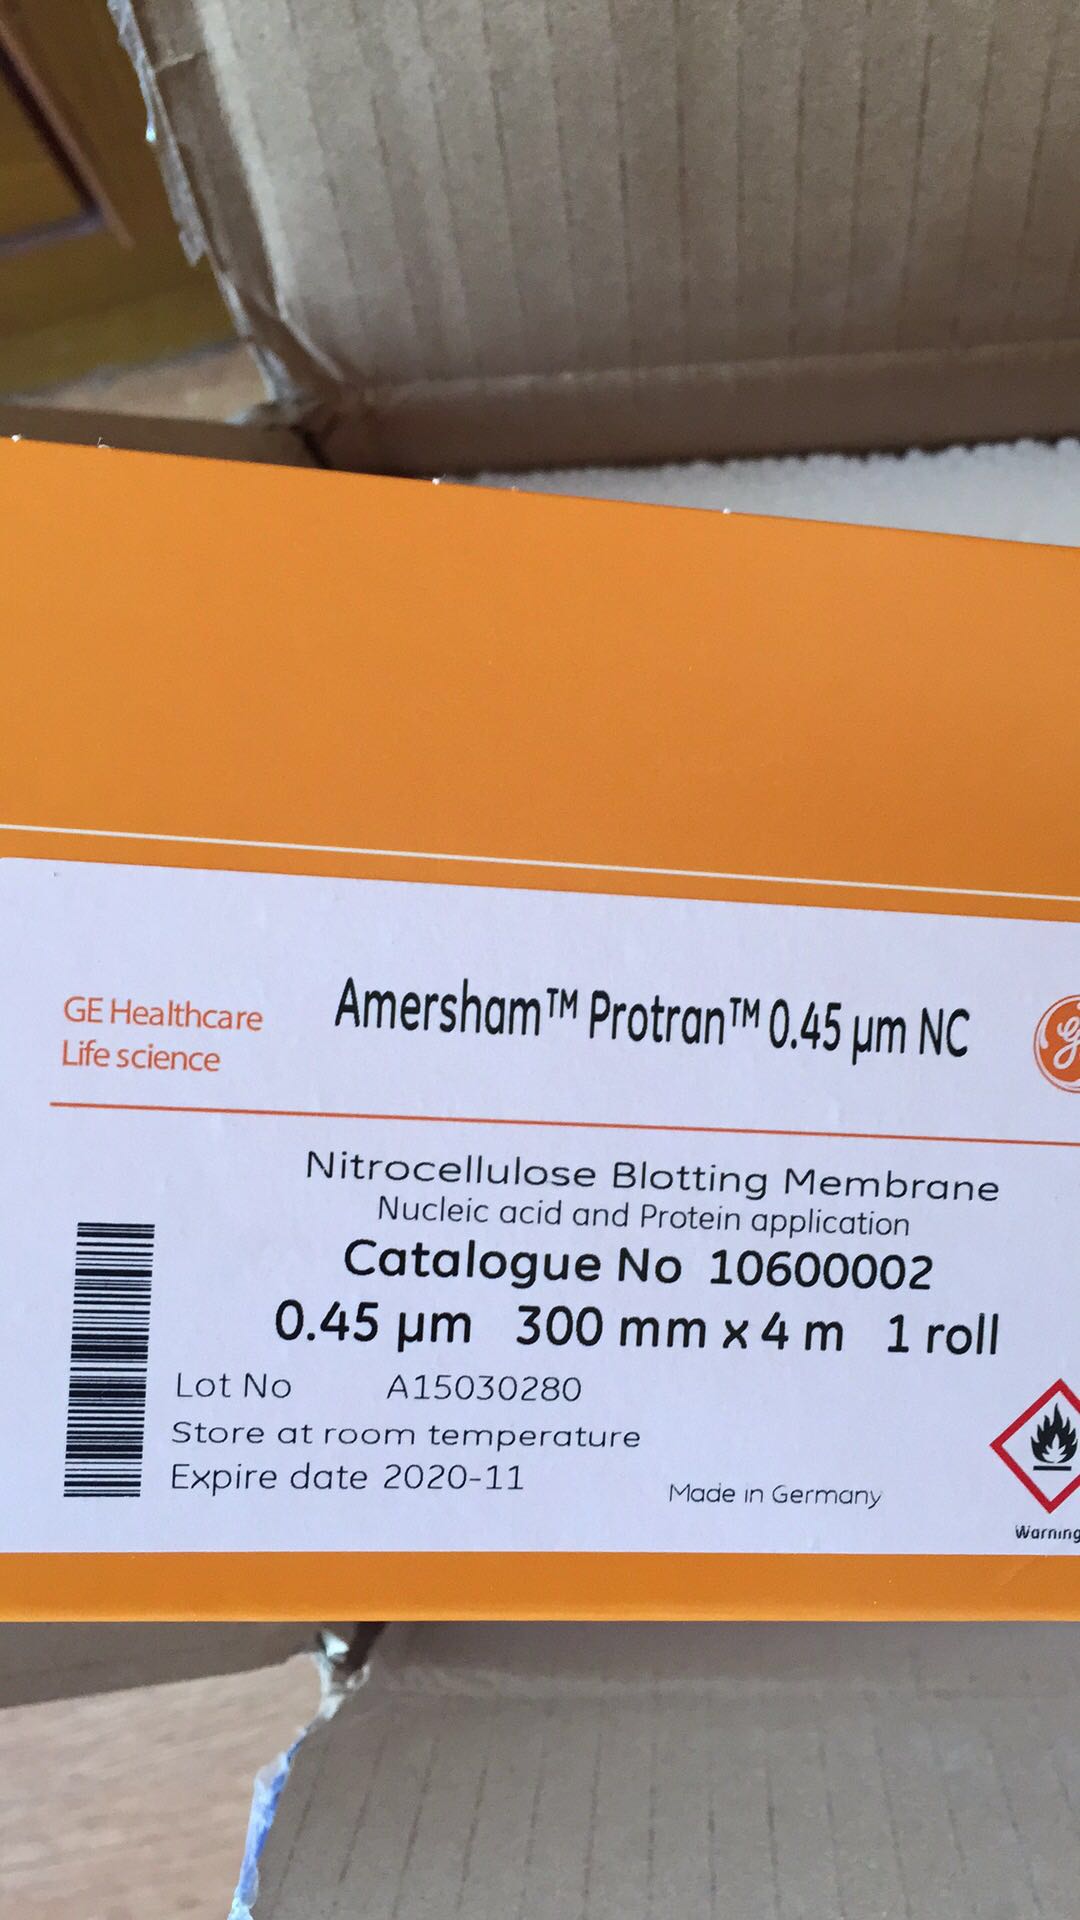 GE Healthcare
Life science
Amersham™ Protran™ 0.45 µm NC
Nitrocellulose Blotting Membrane
Nucleic acid and Protein application
Catalogue No 10600002
0.45 µm 300 mm x 4 m 1 roll
Lot No A15030280
Store at room temperature
Expire date 2020-11
Made in Germany
Warning